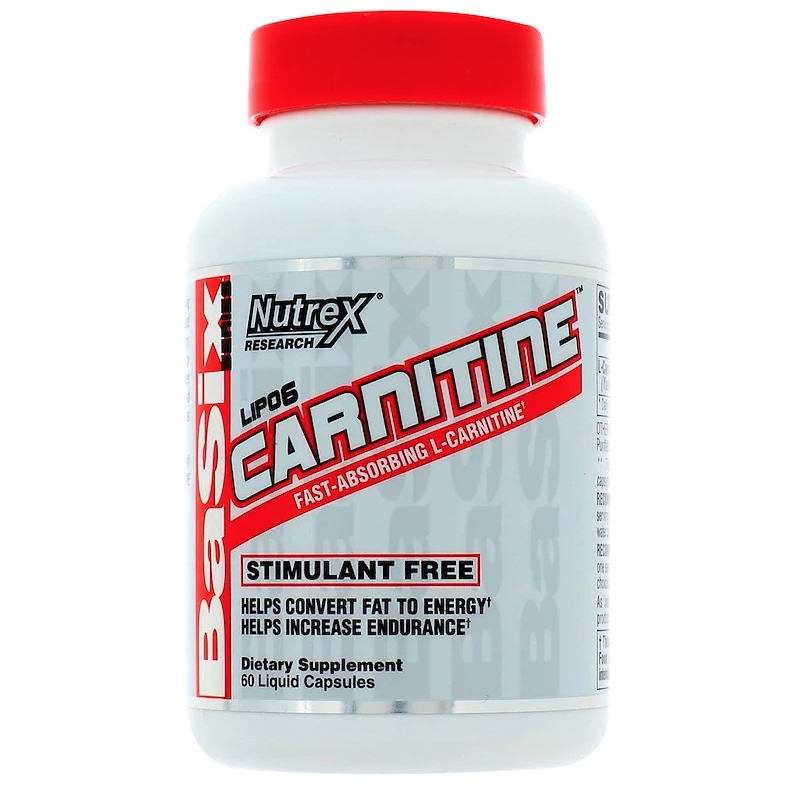 BaSix
SERIES
Nutrex®
RESEARCH
LIPO6
CARNITINE™
FAST-ABSORBING L-CARNITINE†
STIMULANT FREE
HELPS CONVERT FAT TO ENERGY†
HELPS INCREASE ENDURANCE†
Dietary Supplement
60 Liquid Capsules